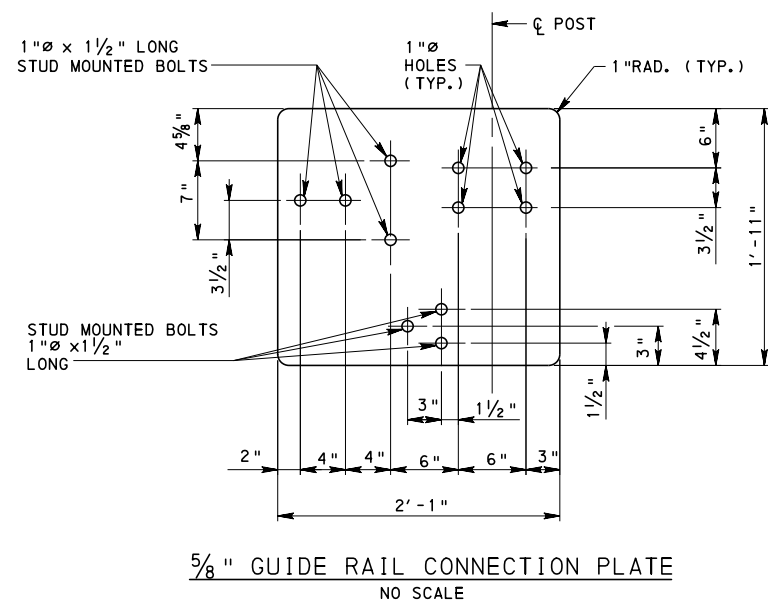 ℄ POST
1"Ø x 1½" LONG
STUD MOUNTED BOLTS
1"Ø
HOLES
(TYP.)
1"RAD. (TYP.)
4⅝"
7"
3½"
6"
3½"
1'-11"
STUD MOUNTED BOLTS
1"Ø x1½"
LONG
4½"
3"
1½"
3"
1½"
2"
4"
4"
6"
6"
3"
2'-1"
⅝" GUIDE RAIL CONNECTION PLATE
NO SCALE